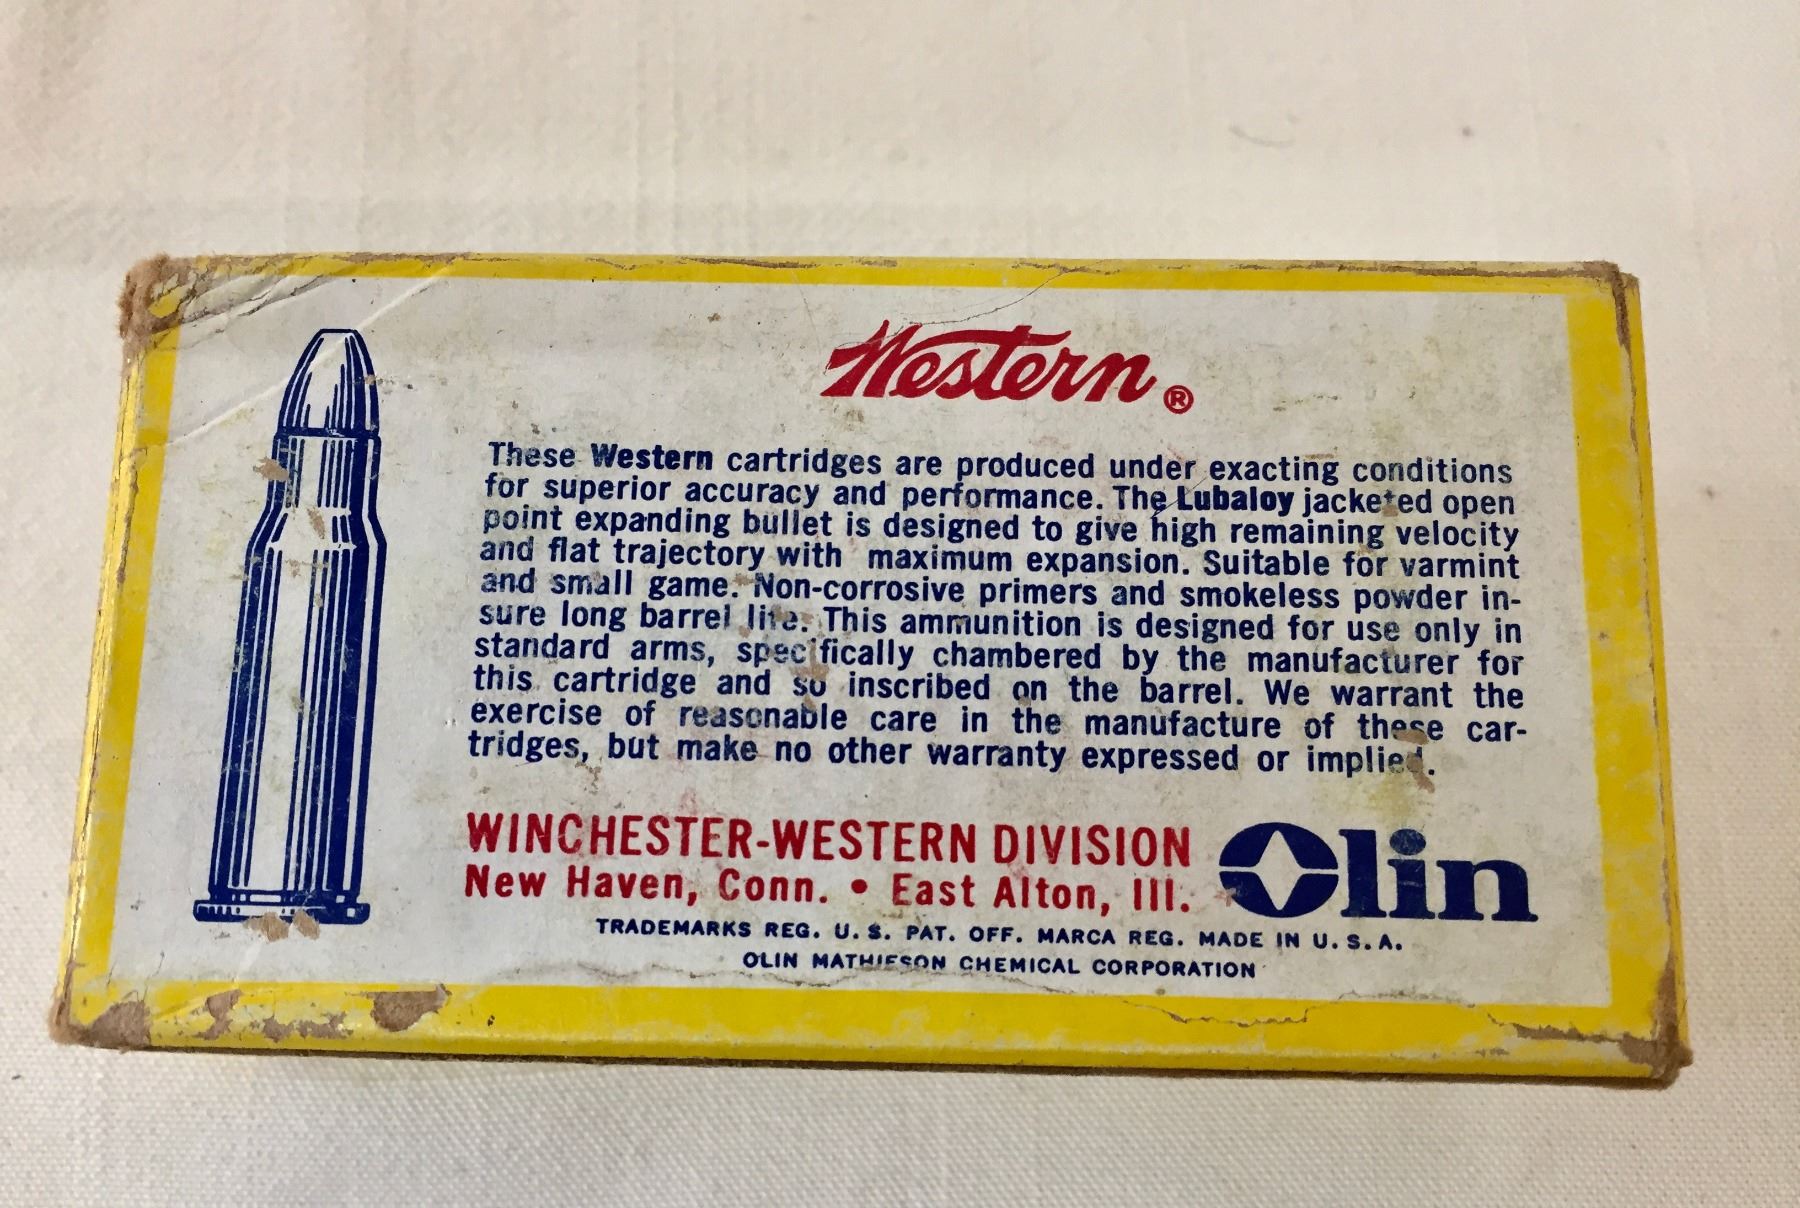 Western®
These Western cartridges are produced under exacting conditions
for superior accuracy and performance. The Lubaloy jacketed open
point expanding bullet is designed to give high remaining velocity
and flat trajectory with maximum expansion. Suitable for varmint
and small game. Non-corrosive primers and smokeless powder in-
sure long barrel life. This ammunition is designed for use only in
standard arms, specifically chambered by the manufacturer for
this cartridge and so inscribed on the barrel. We warrant the
exercise of reasonable care in the manufacture of these car-
tridges, but make no other warranty expressed or implied.
WINCHESTER-WESTERN DIVISION
New Haven, Conn. • East Alton, Ill.
Olin
TRADEMARKS REG. U. S. PAT. OFF. MARCA REG. MADE IN U. S. A.
OLIN MATHIESON CHEMICAL CORPORATION